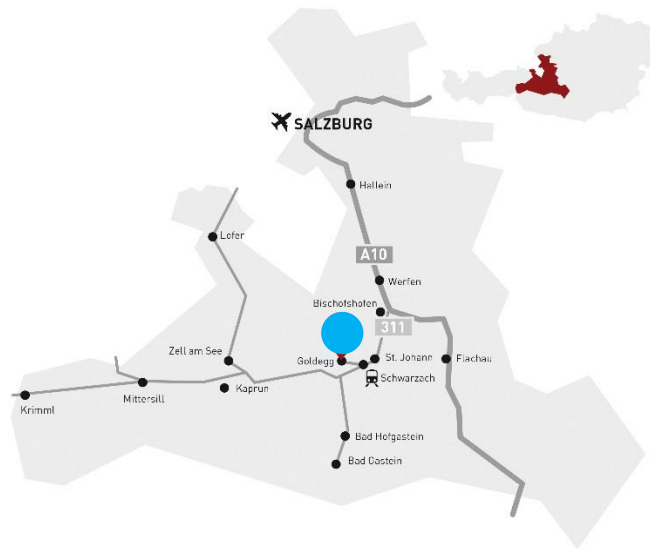 SALZBURG
Hallein
Lofer
A10
Werfen
Bischofshofen
311
Zell am See
Goldegg
St. Johann
Flachau
Schwarzach
Kaprun
Mittersill
Krimml
Bad Hofgastein
Bad Gastein